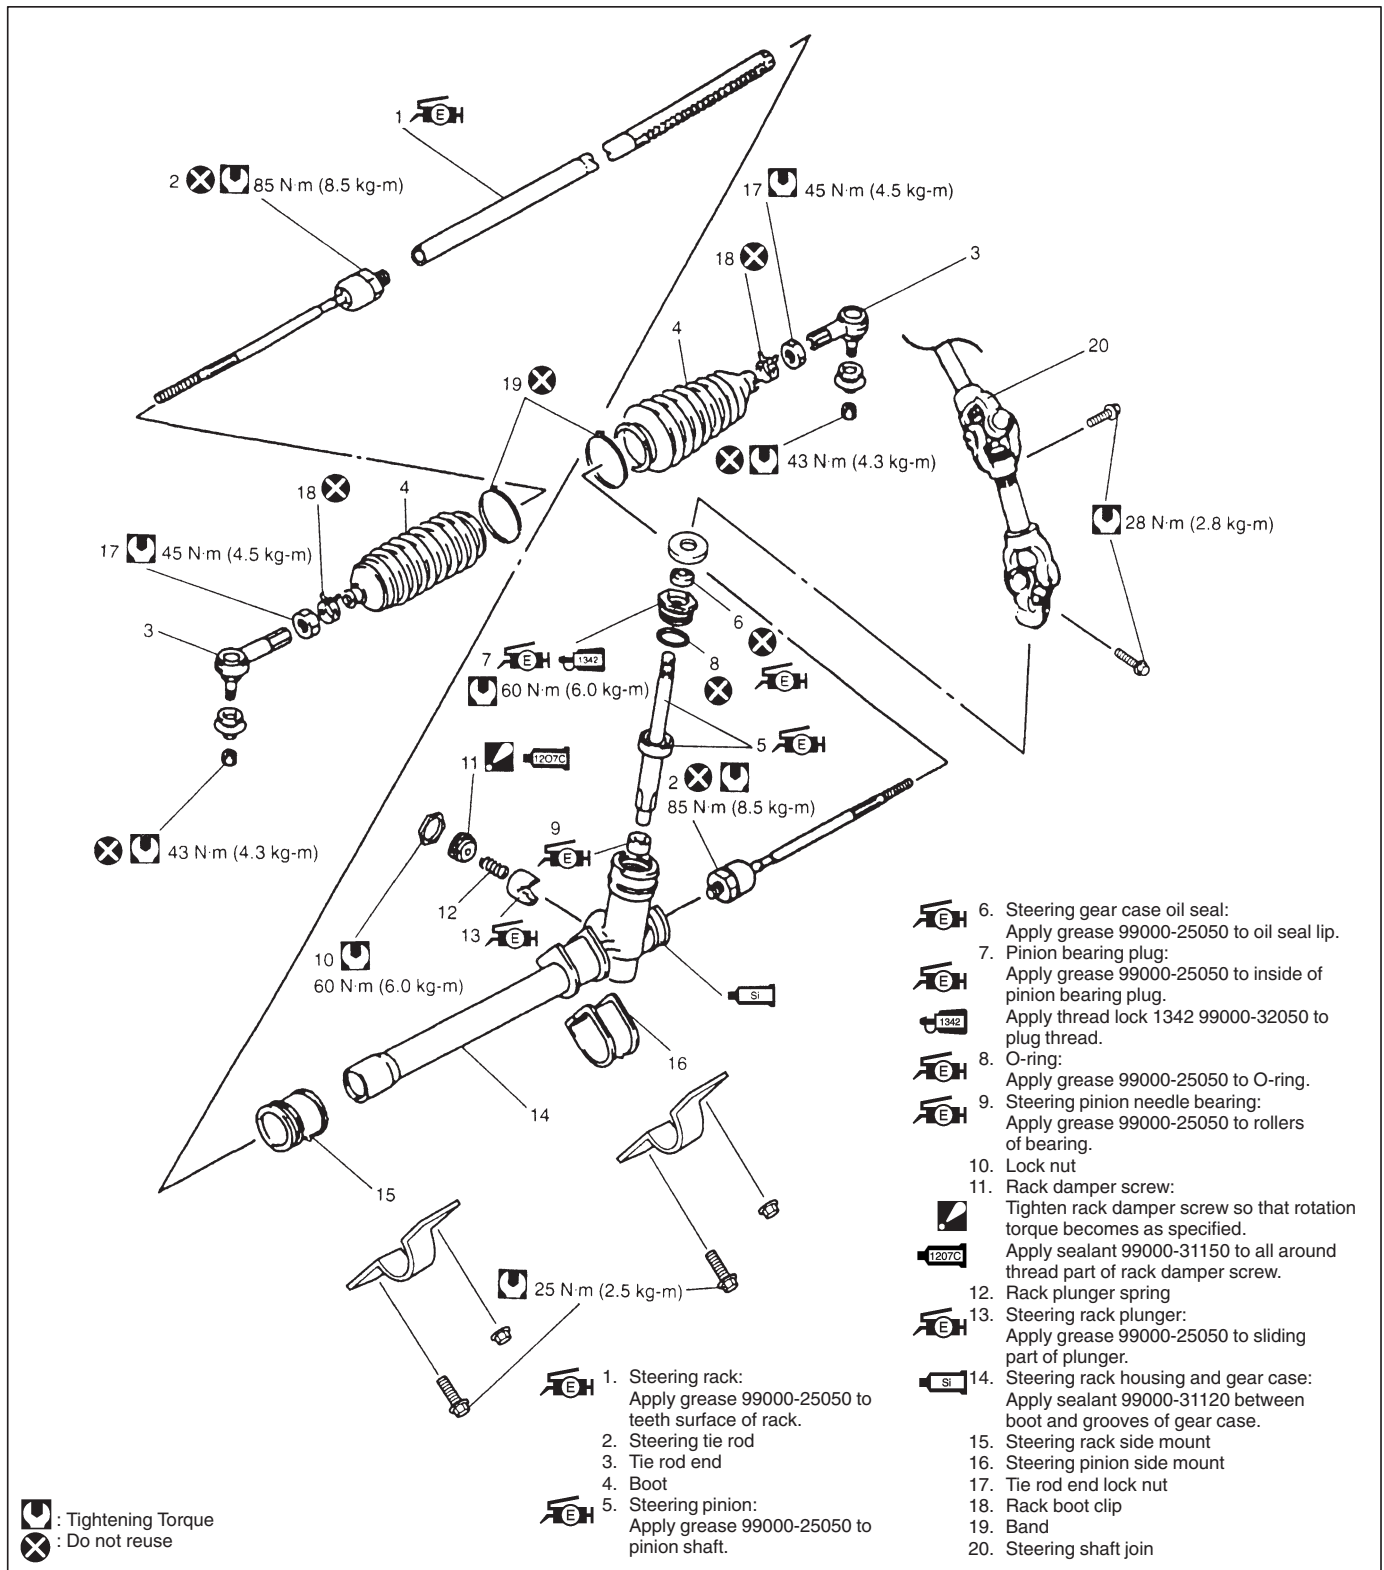 1 E
2 85 N·m (8.5 kg-m)
17 45 N·m (4.5 kg-m)
18
3
4
20
19
43 N·m (4.3 kg-m)
18
4
28 N·m (2.8 kg-m)
17 45 N·m (4.5 kg-m)
3
6
7 E 1342
8
E
60 N·m (6.0 kg-m)
5 E
11 1207C
2
85 N·m (8.5 kg-m)
9
E
43 N·m (4.3 kg-m)
12
13 E
10
60 N·m (6.0 kg-m)
Si
16
14
15
25 N·m (2.5 kg-m)
E 1. Steering rack:
Apply grease 99000-25050 to
teeth surface of rack.
2. Steering tie rod
3. Tie rod end
4. Boot
E 5. Steering pinion:
Apply grease 99000-25050 to
pinion shaft.
E 6. Steering gear case oil seal:
Apply grease 99000-25050 to oil seal lip.
7. Pinion bearing plug:
E Apply grease 99000-25050 to inside of
pinion bearing plug.
1342 Apply thread lock 1342 99000-32050 to
plug thread.
E 8. O-ring:
Apply grease 99000-25050 to O-ring.
E 9. Steering pinion needle bearing:
Apply grease 99000-25050 to rollers
of bearing.
10. Lock nut
11. Rack damper screw:
Tighten rack damper screw so that rotation
torque becomes as specified.
1207C Apply sealant 99000-31150 to all around
thread part of rack damper screw.
12. Rack plunger spring
E 13. Steering rack plunger:
Apply grease 99000-25050 to sliding
part of plunger.
Si 14. Steering rack housing and gear case:
Apply sealant 99000-31120 between
boot and grooves of gear case.
15. Steering rack side mount
16. Steering pinion side mount
17. Tie rod end lock nut
18. Rack boot clip
19. Band
20. Steering shaft join
: Tightening Torque
: Do not reuse